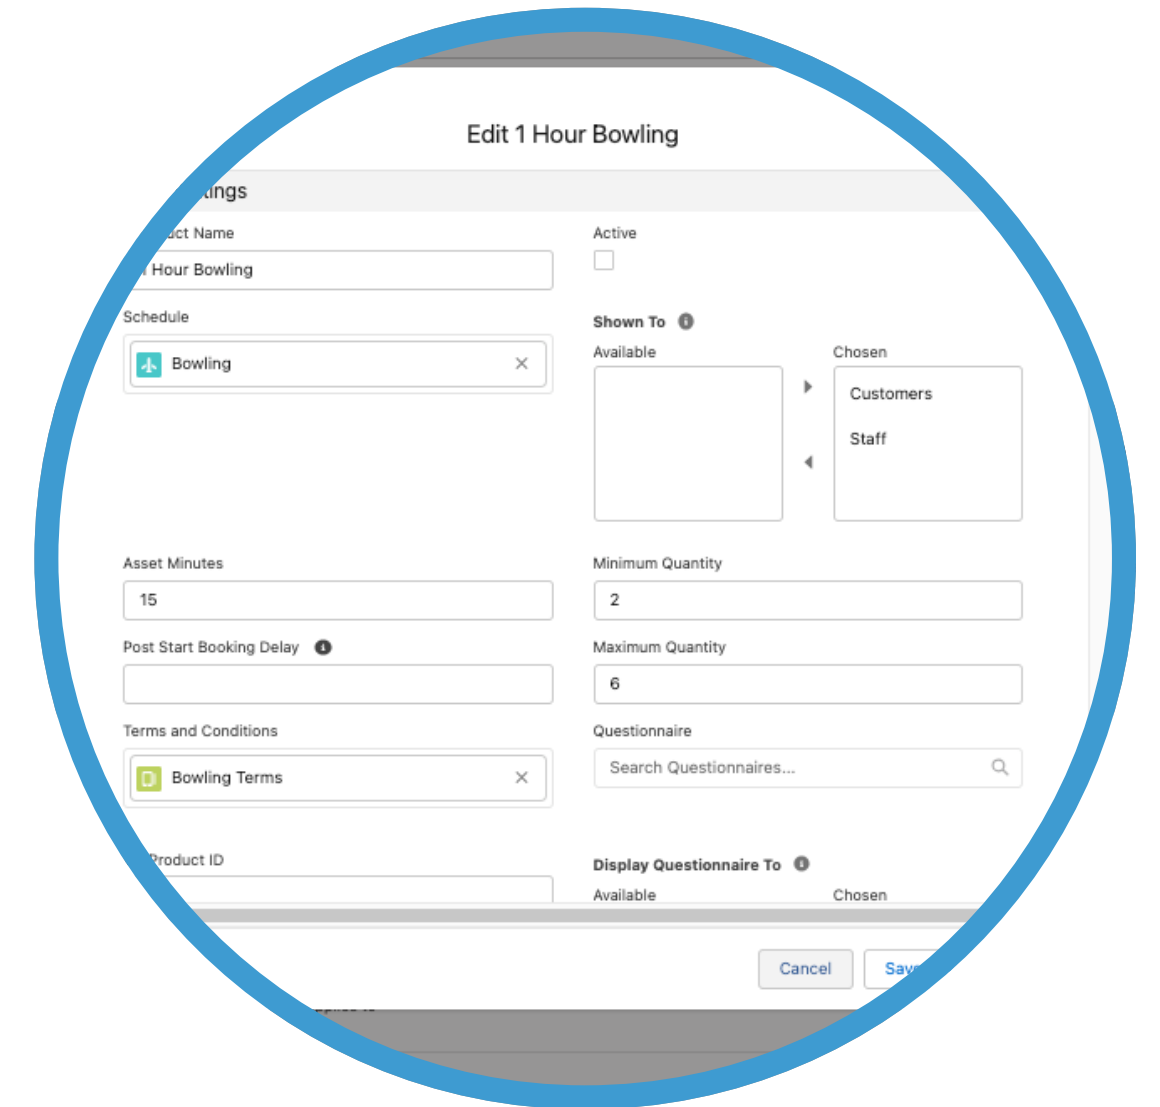 Edit 1 Hour Bowling
Name
Active
Hour Bowling
Schedule
Shown To
Available
Chosen
Bowling
Customers
Staff
Asset Minutes
Minimum Quantity
15
2
Post Start Booking Delay
Maximum Quantity
6
Terms and Conditions
Questionnaire
Bowling Terms
Search Questionnaires...
Product ID
Display Questionnaire To
Available
Chosen
Cancel